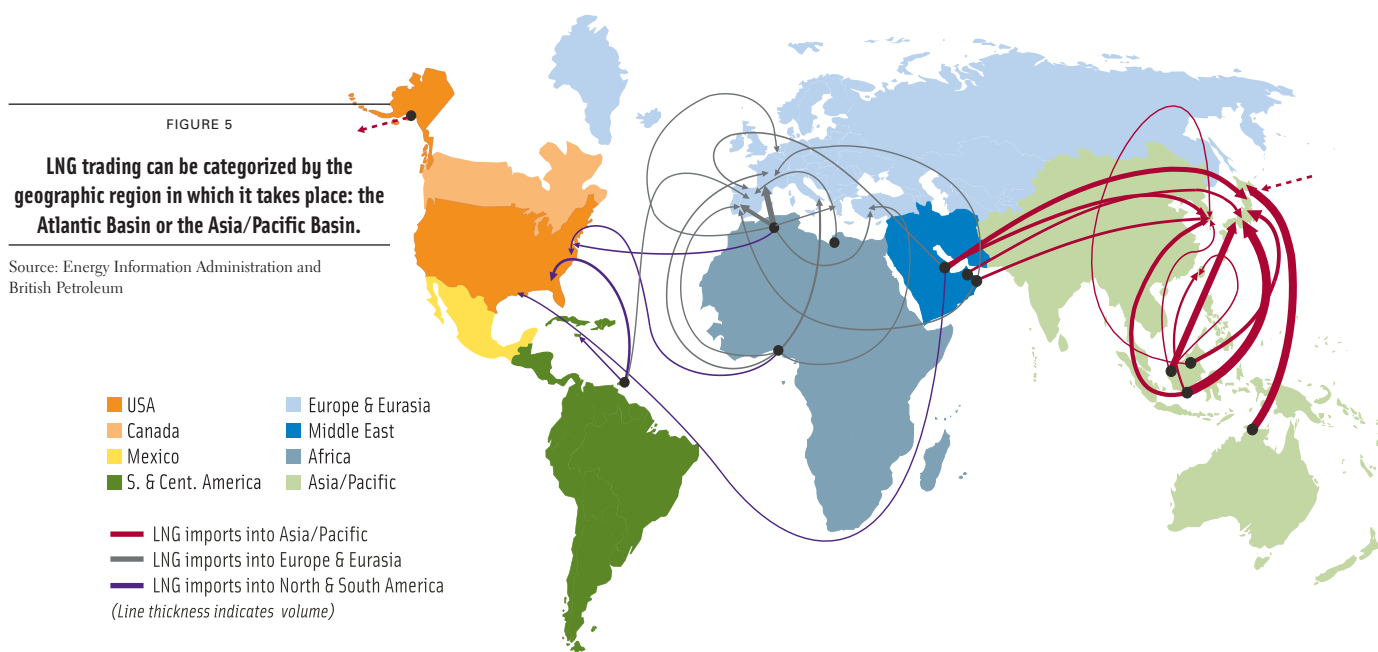 FIGURE 5
LNG trading can be categorized by the
geographic region in which it takes place: the
Atlantic Basin or the Asia/Pacific Basin.
Source: Energy Information Administration and
British Petroleum
USA
Canada
Mexico
S. & Cent. America
Europe & Eurasia
Middle East
Africa
Asia/Pacific
LNG imports into Asia/Pacific
LNG imports into Europe & Eurasia
LNG imports into North & South America
(Line thickness indicates volume)